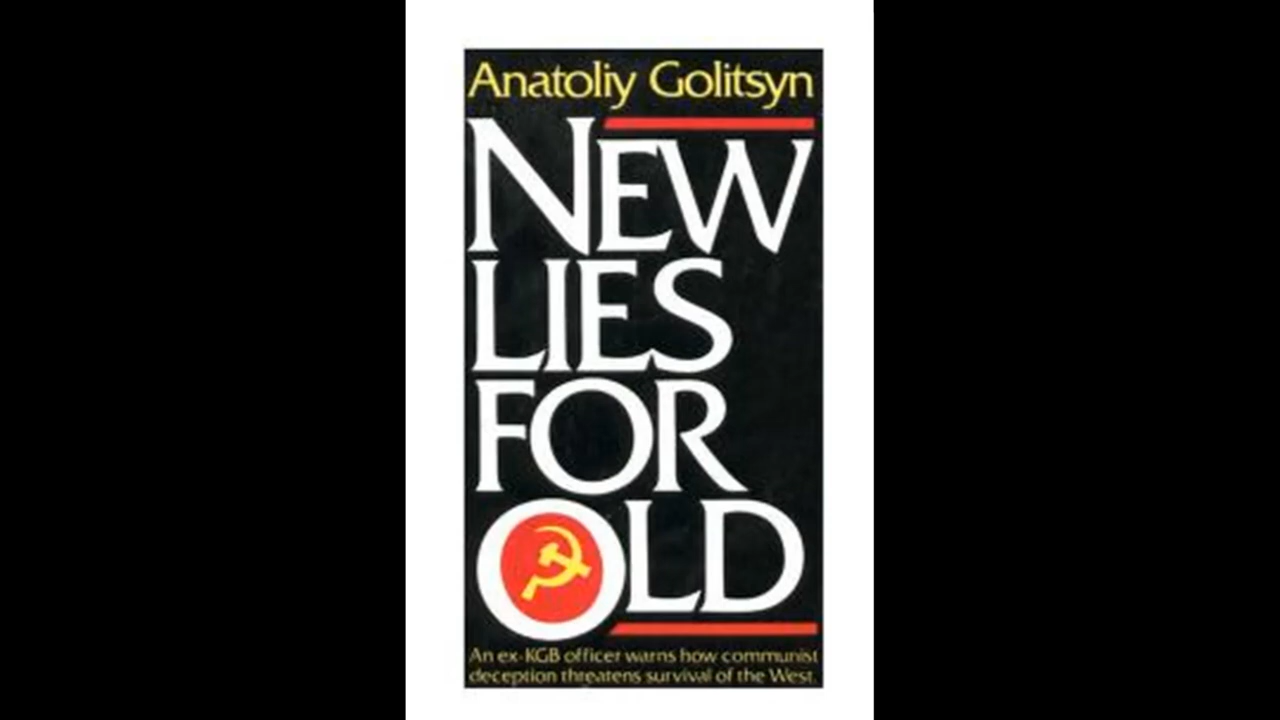 Anatoliy Golitsyn
NEW
LIES
FOR
OLD
An ex-KGB officer warns how communist
deception threatens survival of the West.